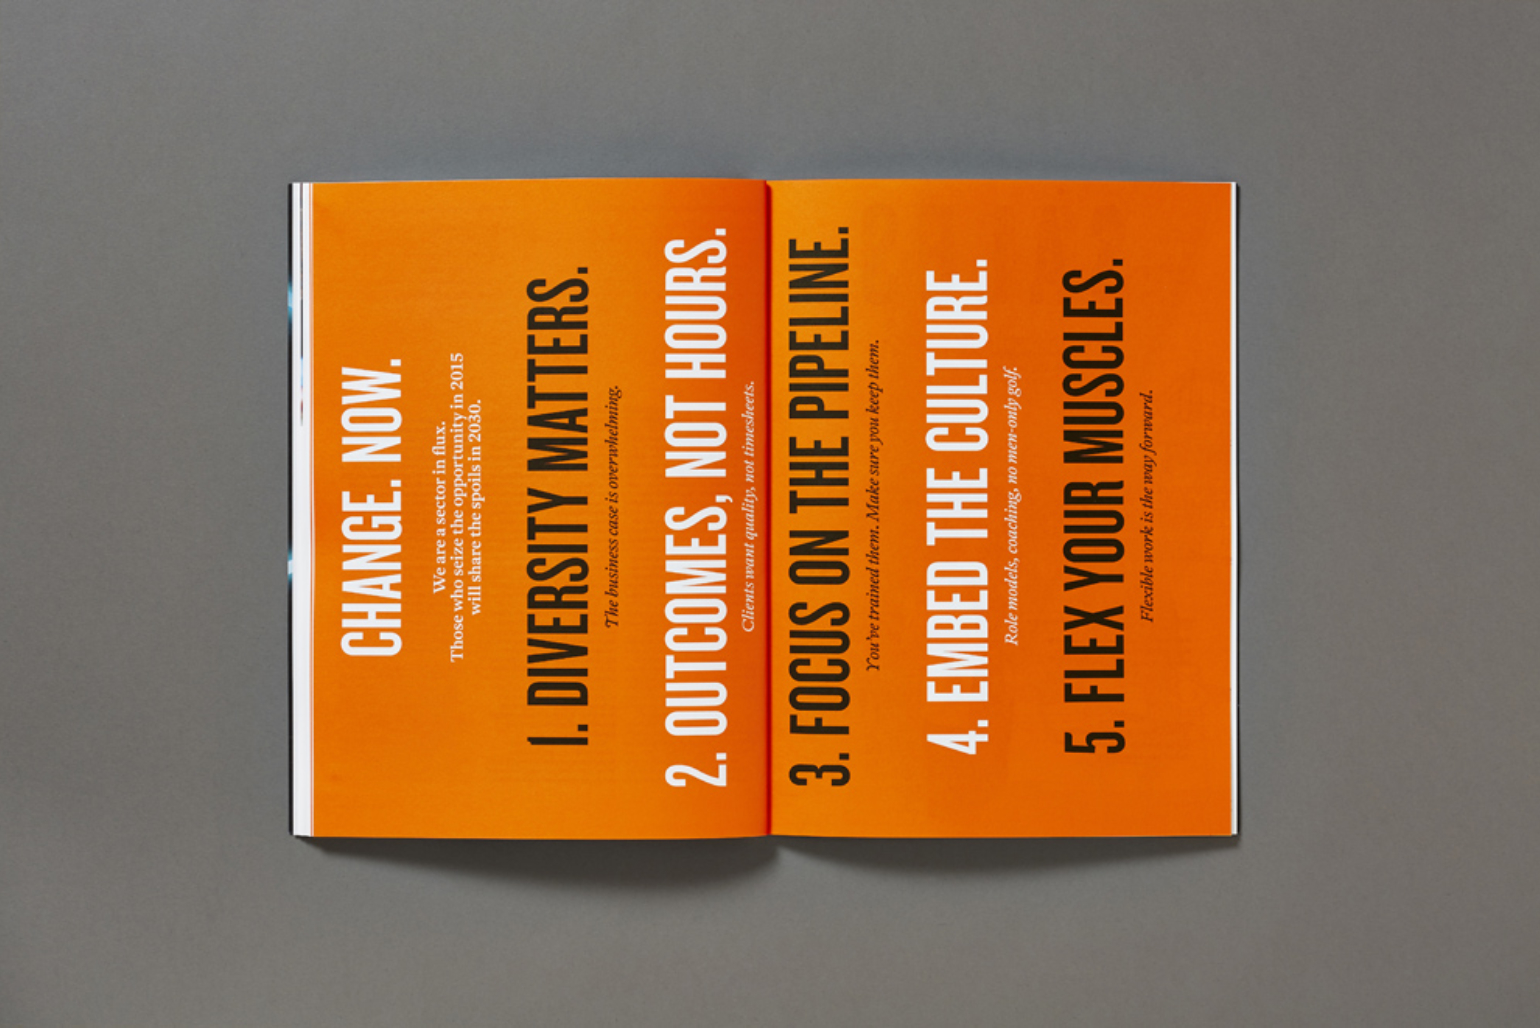 CHANGE. NOW.
We are a sector in flux.
Those who seize the opportunity in 2015
will share the spoils in 2030.
1. DIVERSITY MATTERS.
The business case is overwhelming.
2. OUTCOMES, NOT HOURS.
Clients want quality, not timesheets.
3. FOCUS ON THE PIPELINE.
You've trained them. Make sure you keep them.
4. EMBED THE CULTURE.
Role models, coaching, no men-only golf.
5. FLEX YOUR MUSCLES.
Flexible work is the way forward.